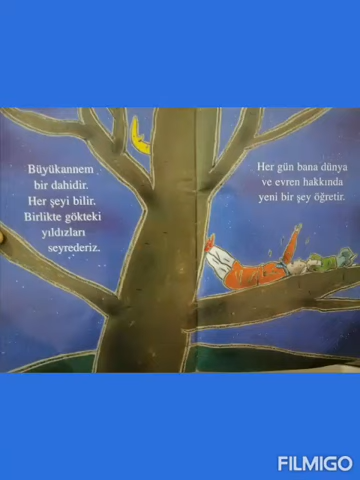 Büyükannem
bir dahidir.
Her şeyi bilir.
Birlikte gökteki
yıldızları
seyrederiz.
Her gün bana dünya
ve evren hakkında
yeni bir şey öğretir.
FILMIGO